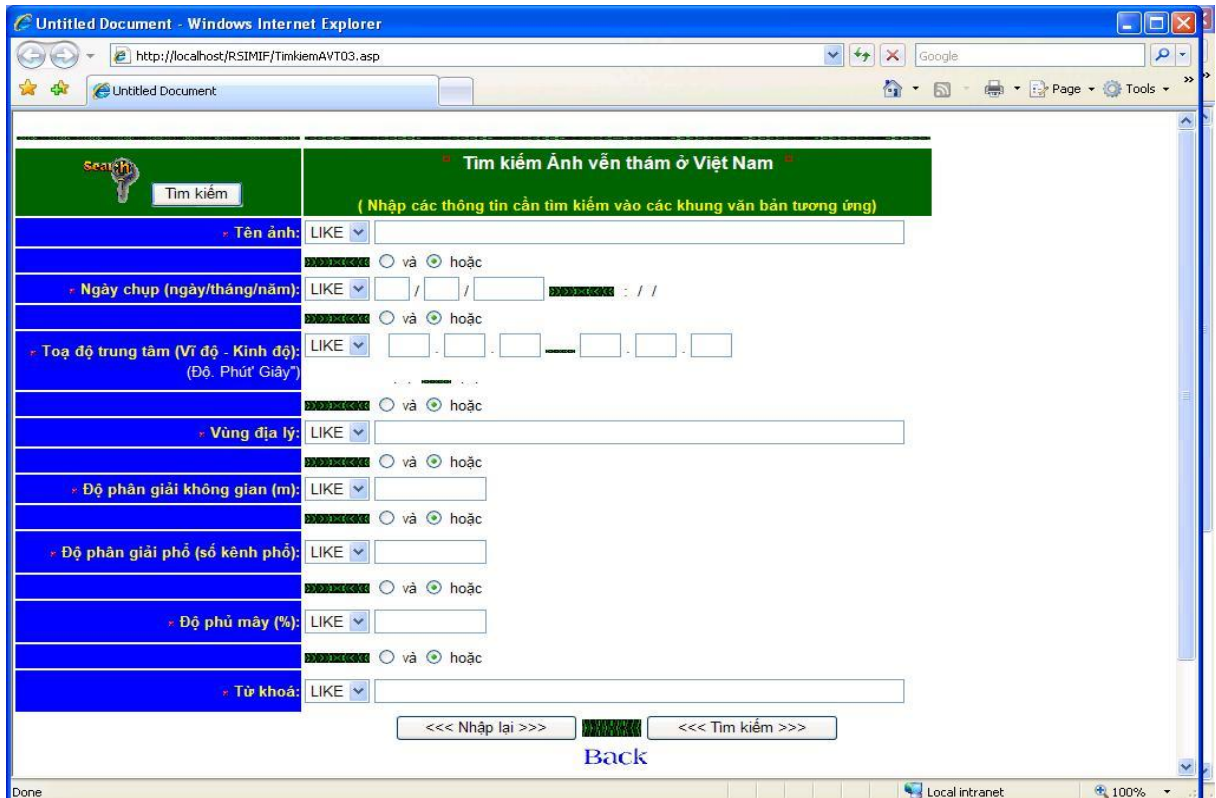 Untitled Document - Windows Internet Explorer
http://localhost/RSIMIF/TimkiemAVT03.asp
Google
Untitled Document
Page Tools
Search
Tìm kiếm
Tìm kiếm Ảnh vễn thám ở Việt Nam
( Nhập các thông tin cần tìm kiếm vào các khung văn bản tương ứng)
Tên ảnh: LIKE
và hoặc
Ngày chụp (ngày/tháng/năm): LIKE / / : / /
và hoặc
Toạ độ trung tâm (Vĩ độ - Kinh độ): LIKE . . . .
(Độ. Phút' Giây") . . . .
và hoặc
Vùng địa lý: LIKE
và hoặc
Độ phân giải không gian (m): LIKE
và hoặc
Độ phân giải phổ (số kênh phổ): LIKE
và hoặc
Độ phủ mây (%): LIKE
và hoặc
Từ khoá: LIKE
<<< Nhập lại >>> <<< Tìm kiếm >>>
Back
Done Local intranet 100%